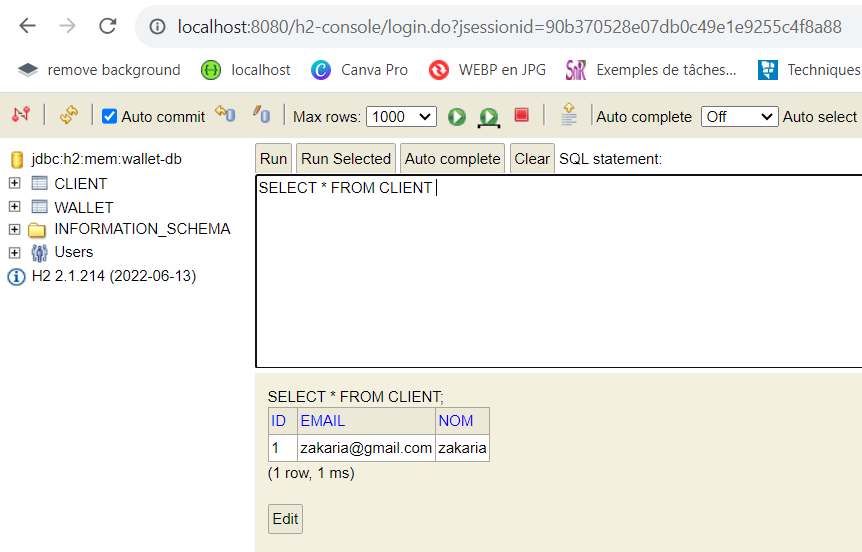 localhost:8080/h2-console/login.do?jsessionid=90b370528e07db0c49e1e9255c4f8a88
remove background localhost Canva Pro WEBP en JPG SnR Exemples de tâches... Techniques
Auto commit Max rows: 1000 Auto complete Off Auto select
jdbc:h2:mem:wallet-db
CLIENT
WALLET
INFORMATION_SCHEMA
Users
H2 2.1.214 (2022-06-13)
Run Run Selected Auto complete Clear SQL statement:
SELECT * FROM CLIENT
SELECT * FROM CLIENT;
ID EMAIL NOM
1 zakaria@gmail.com zakaria
(1 row, 1 ms)
Edit